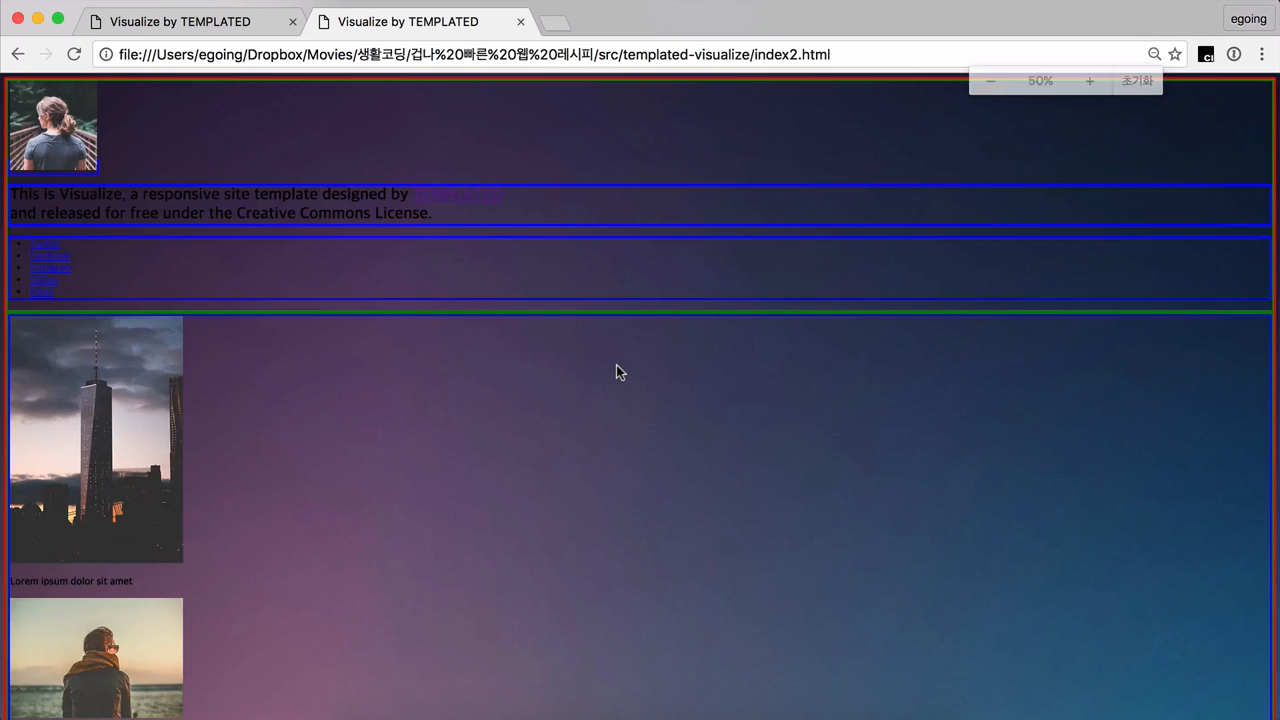 Visualize by TEMPLATED
Visualize by TEMPLATED
egoing
file:///Users/egoing/Dropbox/Movies/생활코딩/겁나%20빠른%20웹%20레시피/src/templated-visualize/index2.html
50%
초기화
This is Visualize, a responsive site template designed by
and released for free under the Creative Commons License.
Lorem ipsum dolor sit amet